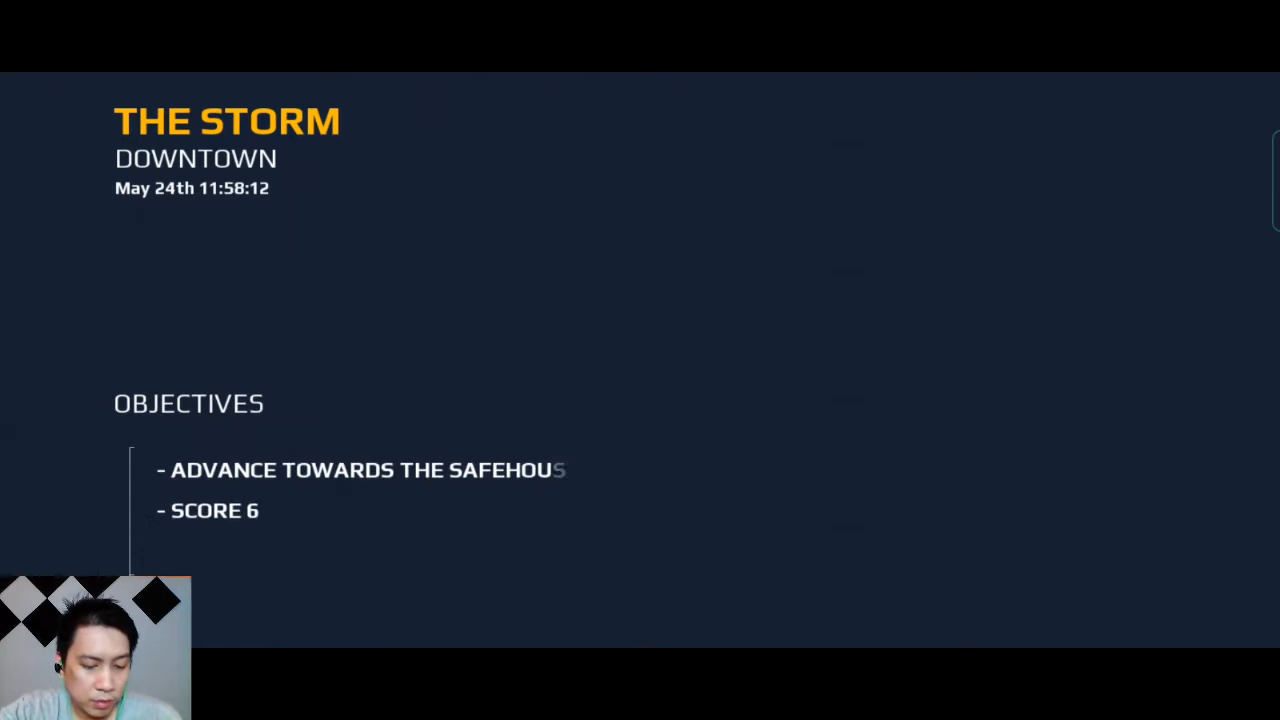 THE STORM
DOWNTOWN
May 24th 11:58:12
OBJECTIVES
- ADVANCE TOWARDS THE SAFEHOUS
- SCORE 6